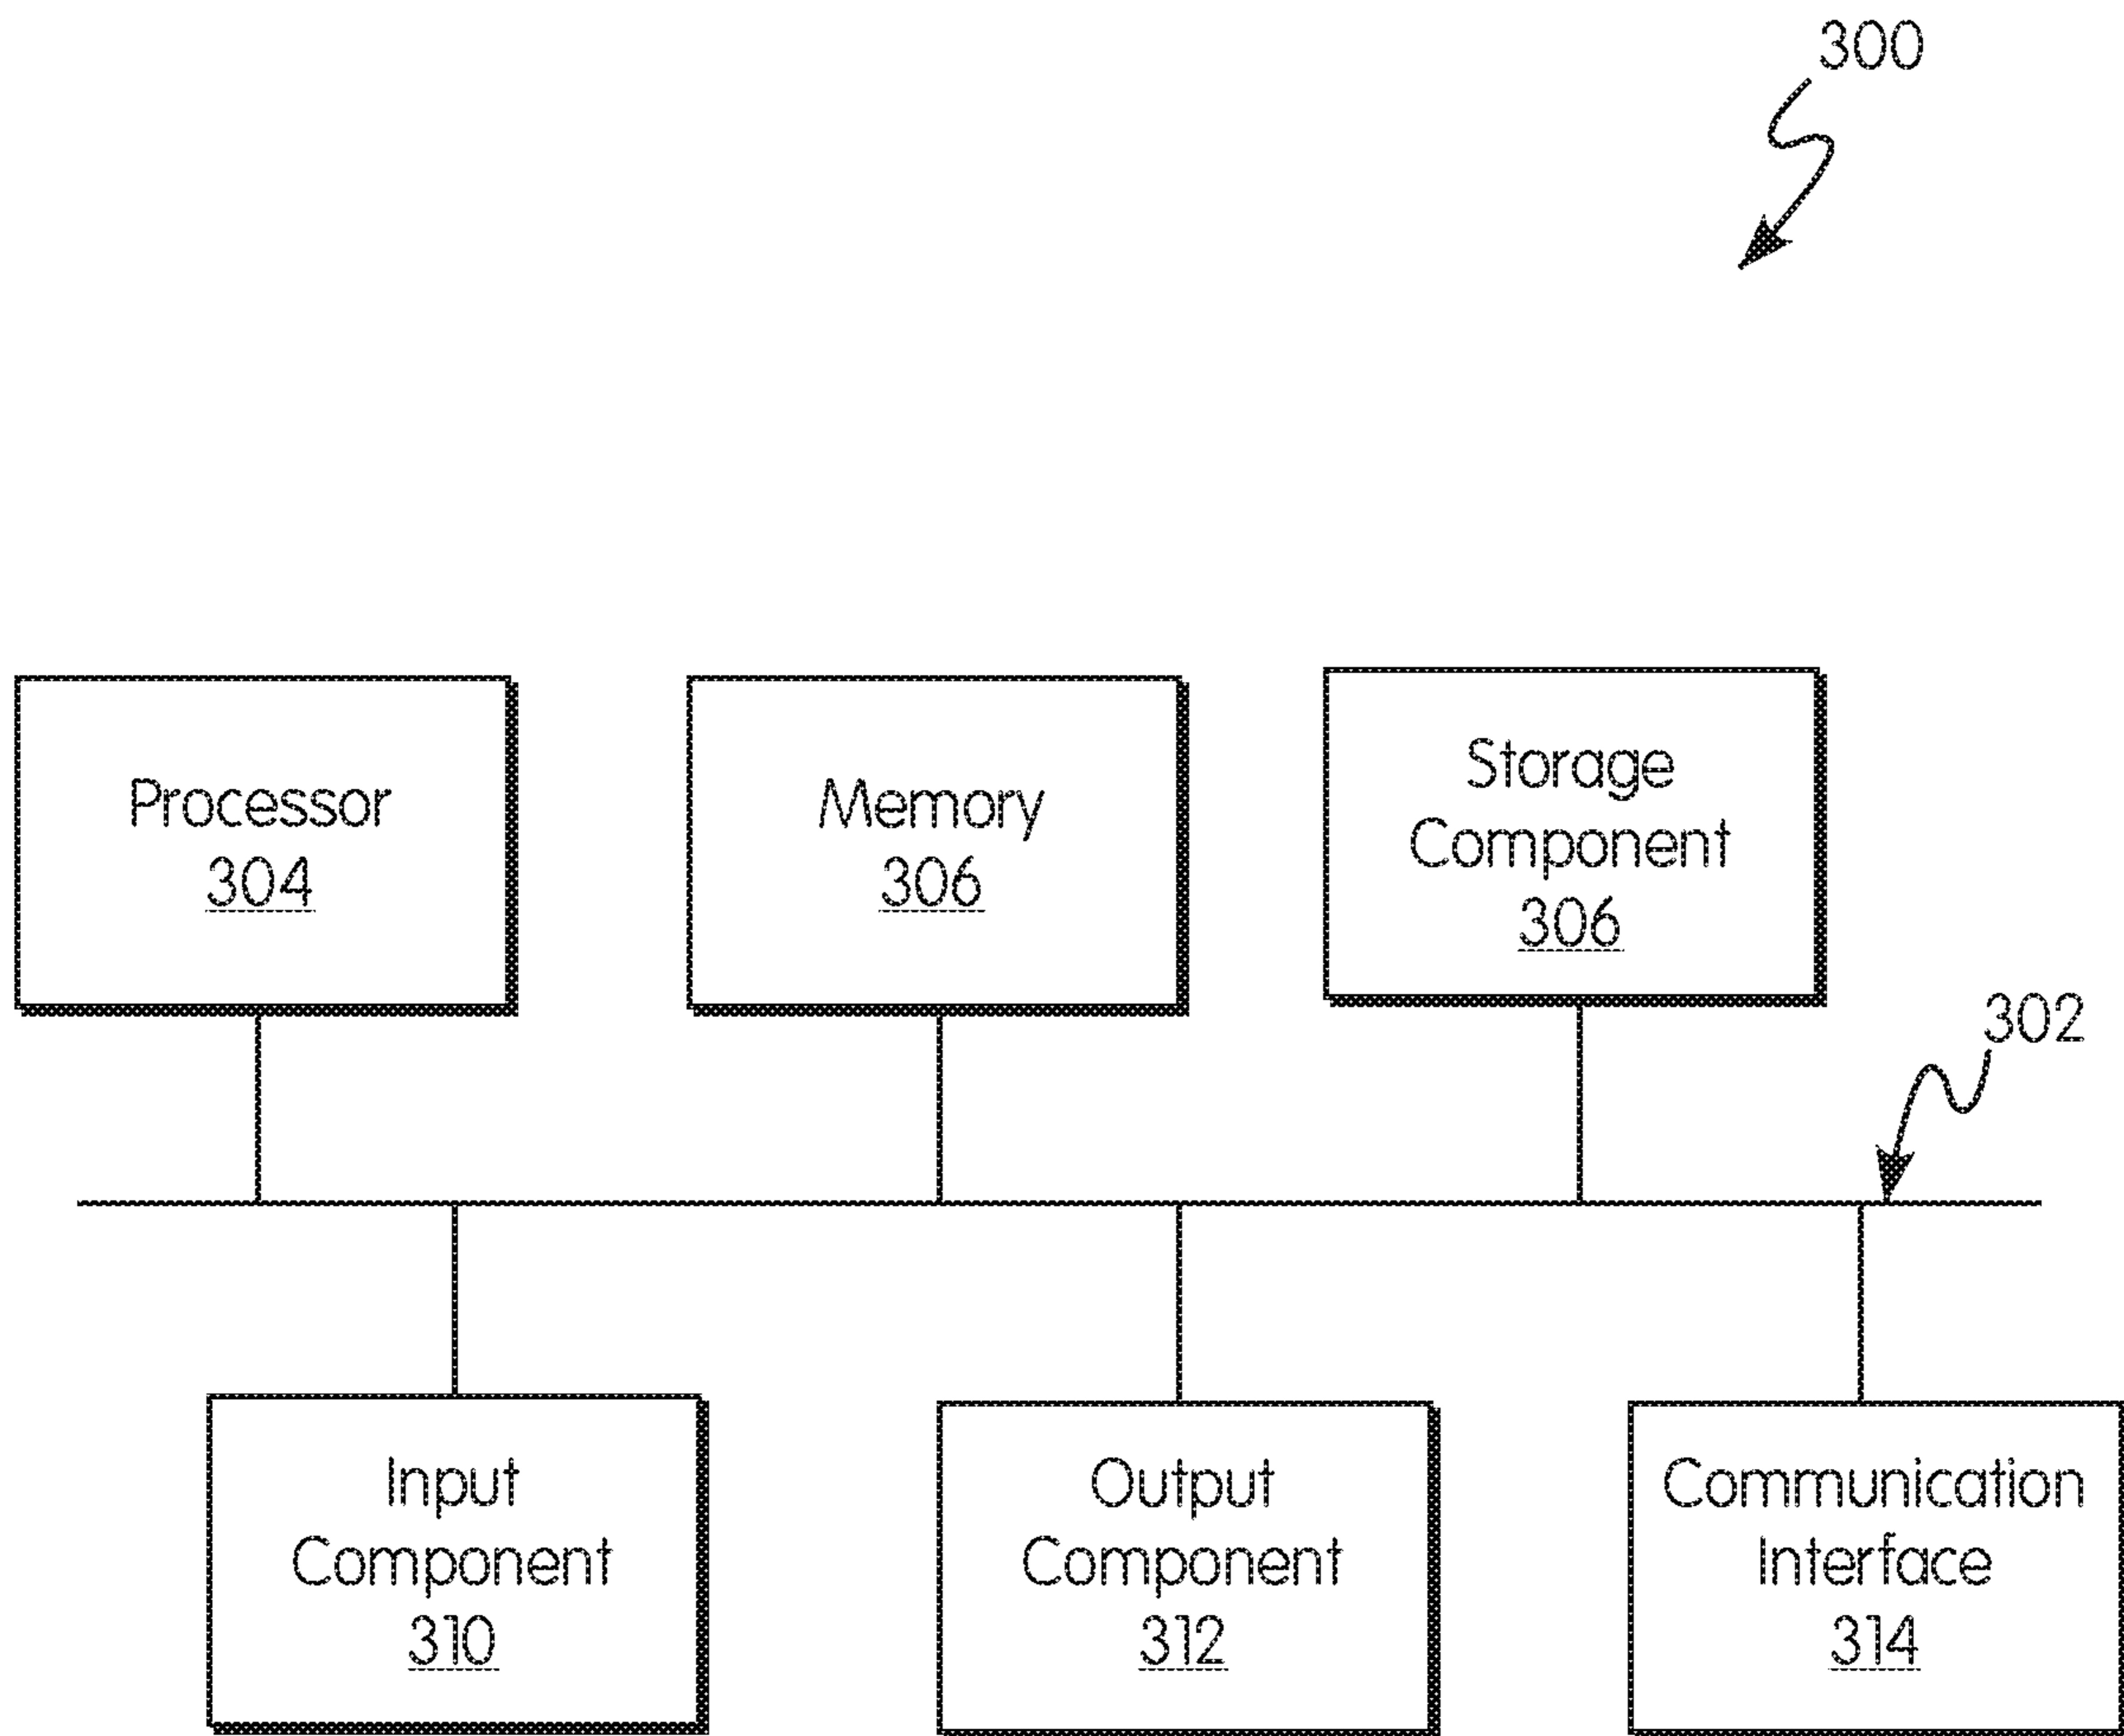 300
Processor
304
Memory
306
Storage
Component
306
302
Input
Component
310
Output
Component
312
Communication
Interface
314